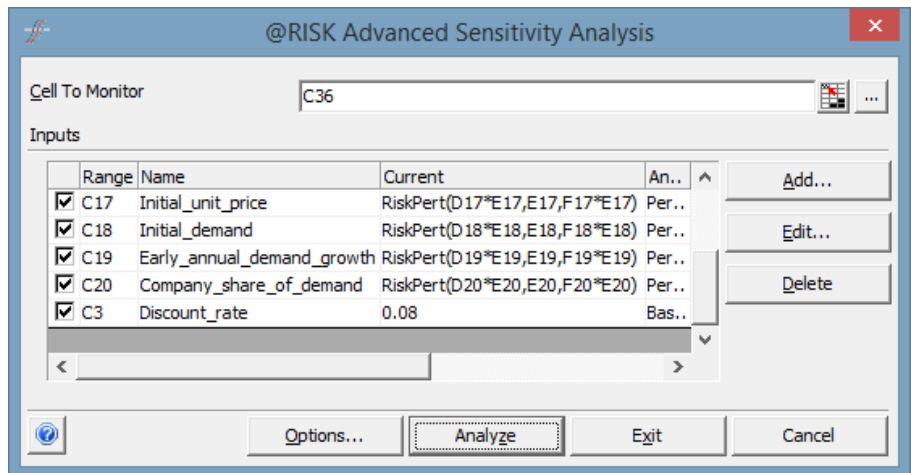 @RISK Advanced Sensitivity Analysis
Cell To Monitor C36 ...
Inputs
Range Name Current An..
C17 Initial_unit_price RiskPert(D17*E17,E17,F17*E17) Per..
C18 Initial_demand RiskPert(D18*E18,E18,F18*E18) Per..
C19 Early_annual_demand_growth RiskPert(D19*E19,E19,F19*E19) Per..
C20 Company_share_of_demand RiskPert(D20*E20,E20,F20*E20) Per..
C3 Discount_rate 0.08 Bas..
Add...
Edit...
Delete
? Options... Analyze Exit Cancel